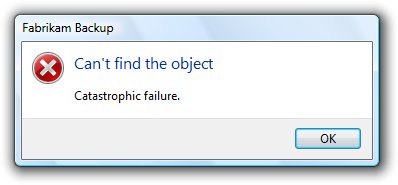 Fabrikam Backup
Can't find the object
Catastrophic failure.
OK